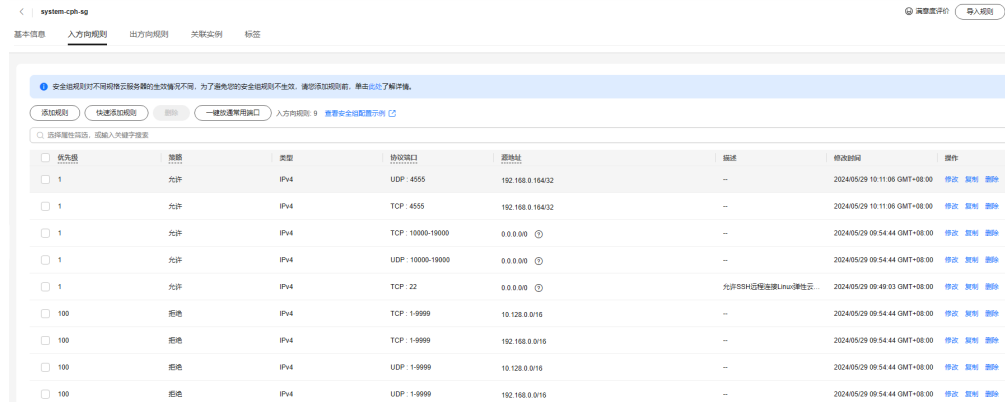 system-cph-sg
满意度评价
导入规则
基本信息 入方向规则 出方向规则 关联实例 标签
安全组规则对不同规格云服务器的生效情况不同，为了避免您的安全组规则不生效，请您添加规则前，单击此处了解详情。
添加规则 快速添加规则 删除 一键放通常用端口 入方向规则: 9 查看安全组配置示例
选择属性筛选，或输入关键字搜索
优先级 策略 类型 协议端口 源地址 描述 修改时间 操作
1 允许 IPv4 UDP : 4555 192.168.0.164/32 -- 2024/05/29 10:11:06 GMT+08:00 修改 复制 删除
1 允许 IPv4 TCP : 4555 192.168.0.164/32 -- 2024/05/29 10:11:06 GMT+08:00 修改 复制 删除
1 允许 IPv4 TCP : 10000-19000 0.0.0.0/0 -- 2024/05/29 09:54:44 GMT+08:00 修改 复制 删除
1 允许 IPv4 UDP : 10000-19000 0.0.0.0/0 -- 2024/05/29 09:54:44 GMT+08:00 修改 复制 删除
1 允许 IPv4 TCP : 22 0.0.0.0/0 允许SSH远程连接Linux弹性云... 2024/05/29 09:49:03 GMT+08:00 修改 复制 删除
100 拒绝 IPv4 TCP : 1-9999 10.128.0.0/16 -- 2024/05/29 09:54:44 GMT+08:00 修改 复制 删除
100 拒绝 IPv4 TCP : 1-9999 192.168.0.0/16 -- 2024/05/29 09:54:44 GMT+08:00 修改 复制 删除
100 拒绝 IPv4 UDP : 1-9999 10.128.0.0/16 -- 2024/05/29 09:54:44 GMT+08:00 修改 复制 删除
100 拒绝 IPv4 UDP : 1-9999 192.168.0.0/16 -- 2024/05/29 09:54:44 GMT+08:00 修改 复制 删除